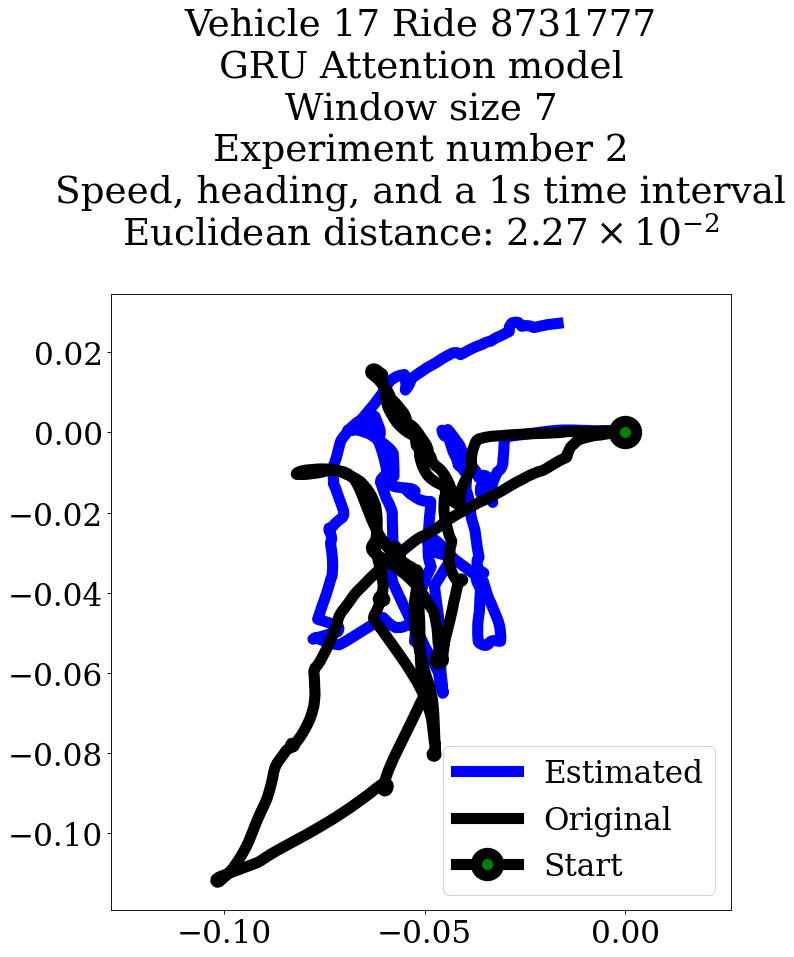 Vehicle 17 Ride 8731777
GRU Attention model
Window size 7
Experiment number 2
Speed, heading, and a 1s time interval
Euclidean distance: 2.27 × 10⁻²
0.02
0.00
−0.02
−0.04
−0.06
−0.08
−0.10
Estimated
Original
Start
−0.10
−0.05
0.00